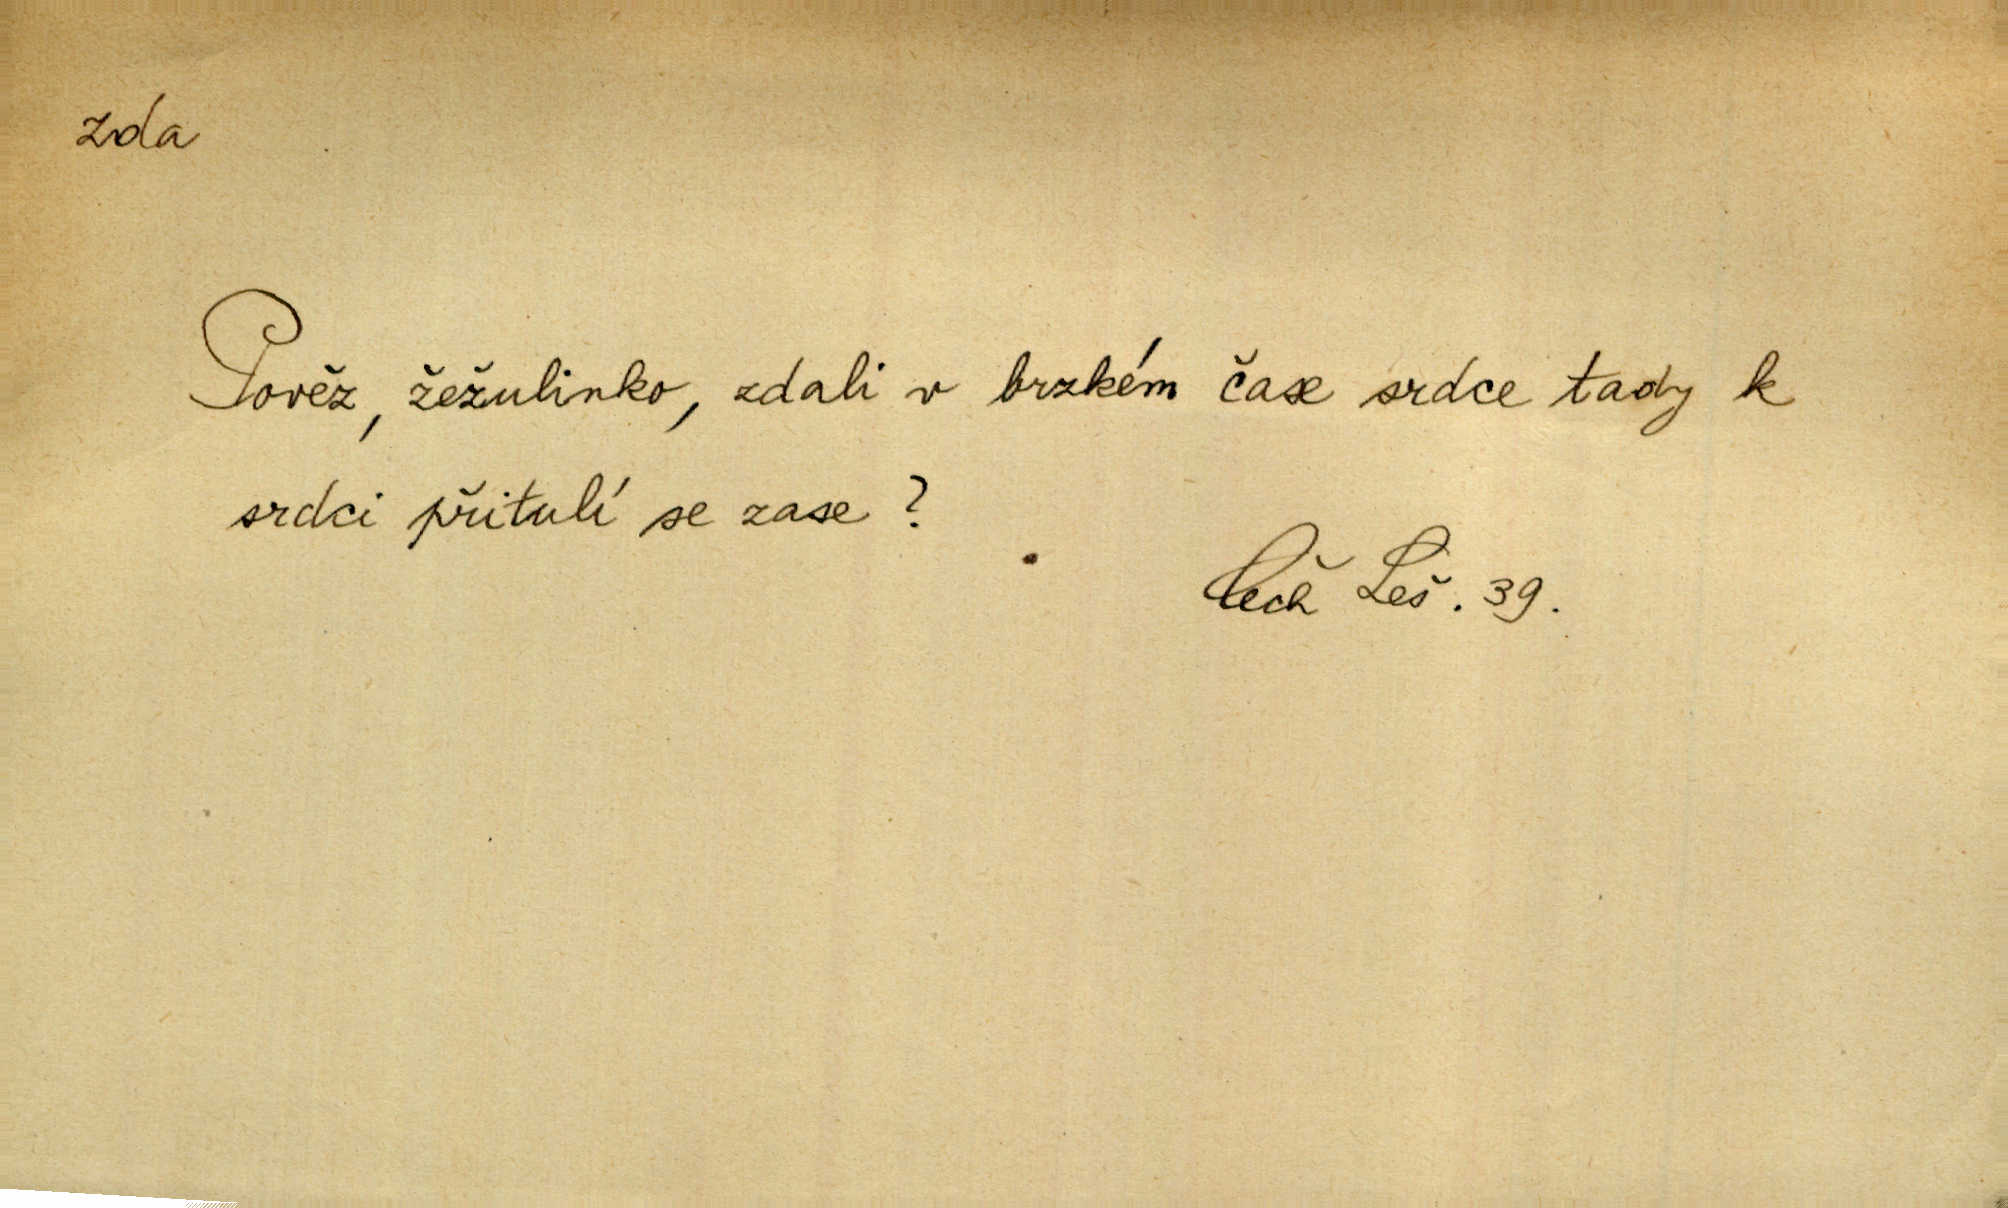 zda
Pověz, žežulinko, zdali v brzkém čase srdce tady k
srdci přitulí se zase?
Čech Leš. 39.